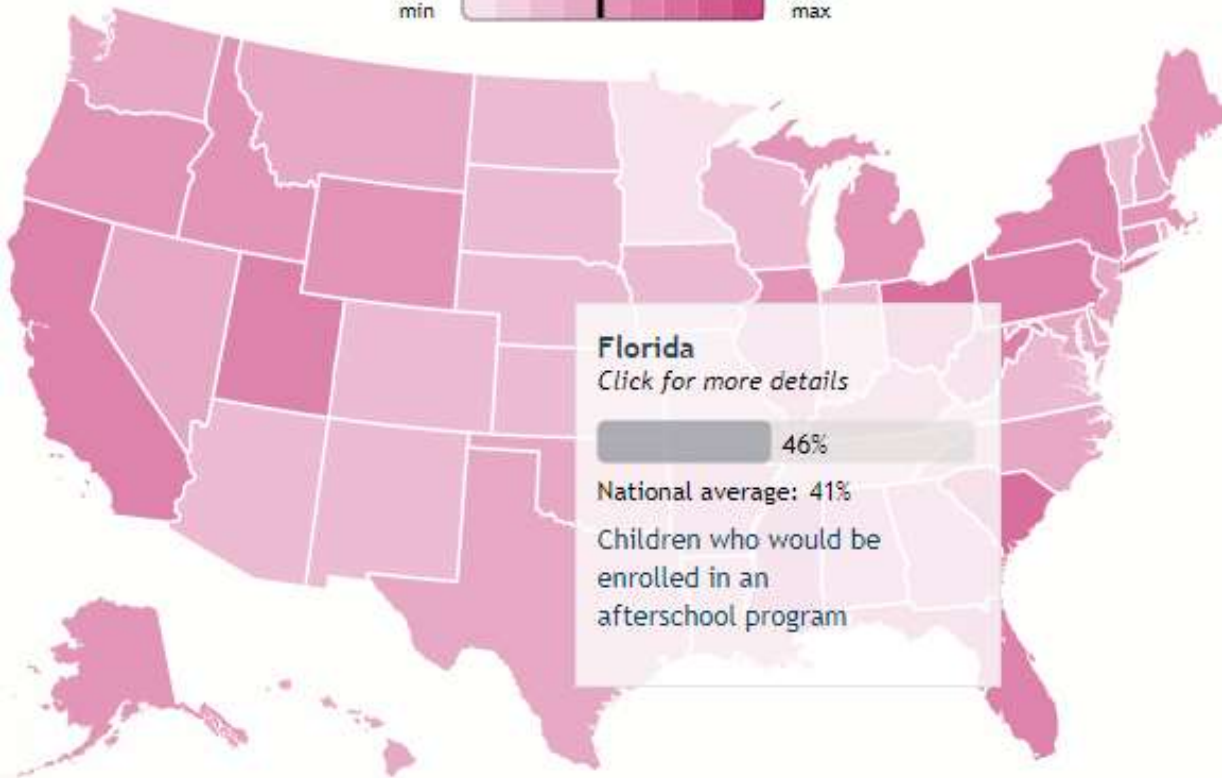 min
max
Florida
Click for more details
46%
National average: 41%
Children who would be
enrolled in an
afterschool program